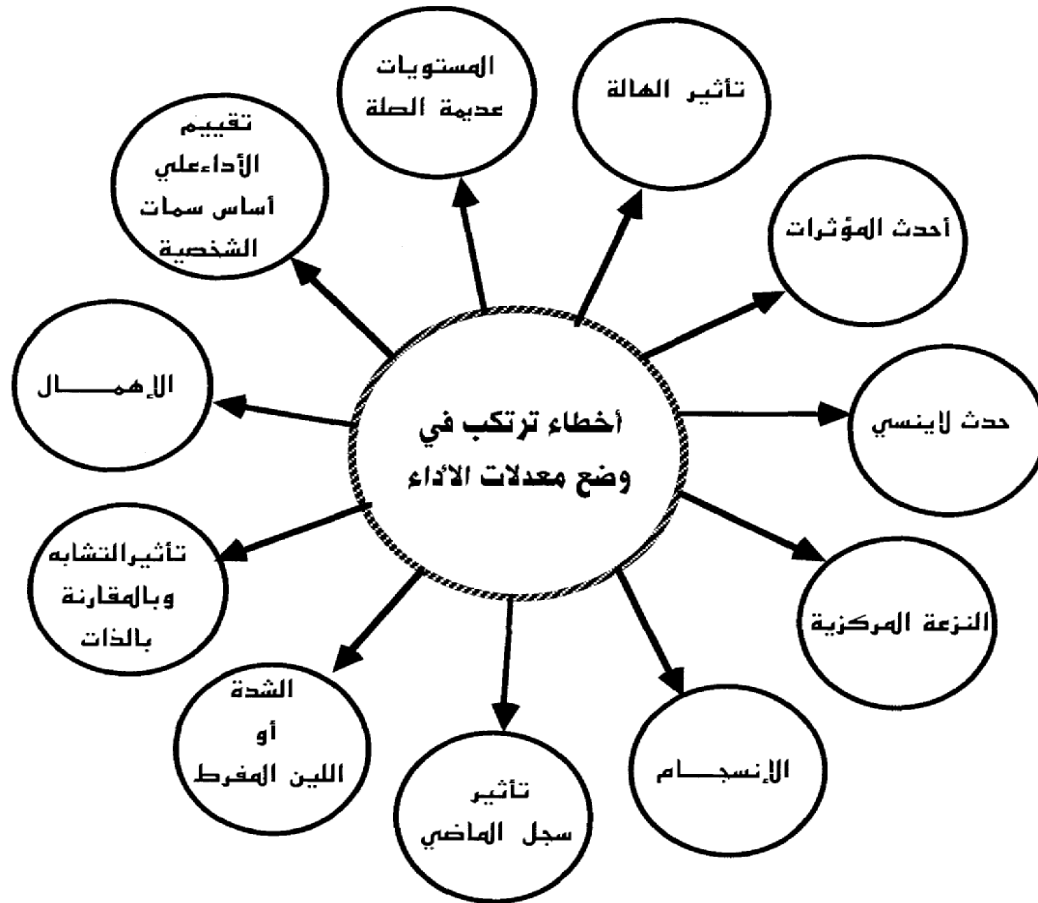 أخطاء ترتكب في
وضع معدلات الأداء
تأثير الهالة
أحدث المؤثرات
حدث لاينسي
النزعة المركزية
الإنسجـــام
تأثير
سجل الماضي
الشدة
أو
اللين المفرط
تأثيرالتشابه
وبالمقارنة
بالذات
الإهمـــــال
تقييم
الأداءعلي
أساس سمات
الشخصية
المستويات
عديمة الصلة